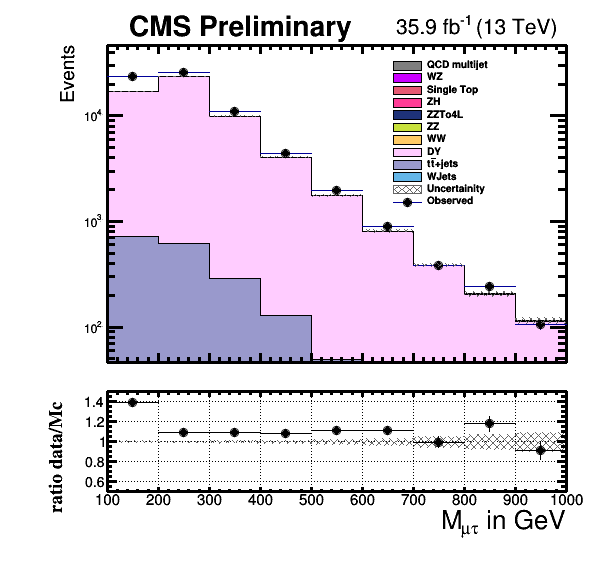 CMS Preliminary 35.9 fb⁻¹ (13 TeV)
Events
QCD multijet
WZ
Single Top
ZH
ZZTo4L
ZZ
WW
DY
tt̄+jets
WJets
Uncertainity
Observed
10⁴
10³
10²
ratio data/Mc
1.4
1.2
1
0.8
0.6
100 200 300 400 500 600 700 800 900 1000
Mμτ in GeV